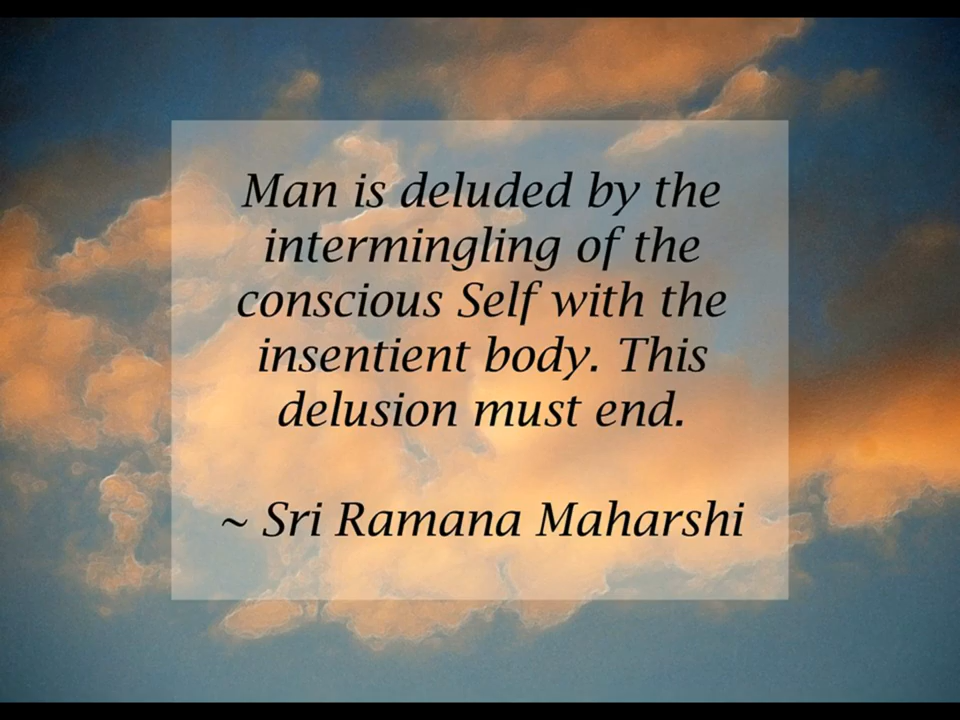 Man is deluded by the
intermingling of the
conscious Self with the
insentient body. This
delusion must end.
~ Sri Ramana Maharshi